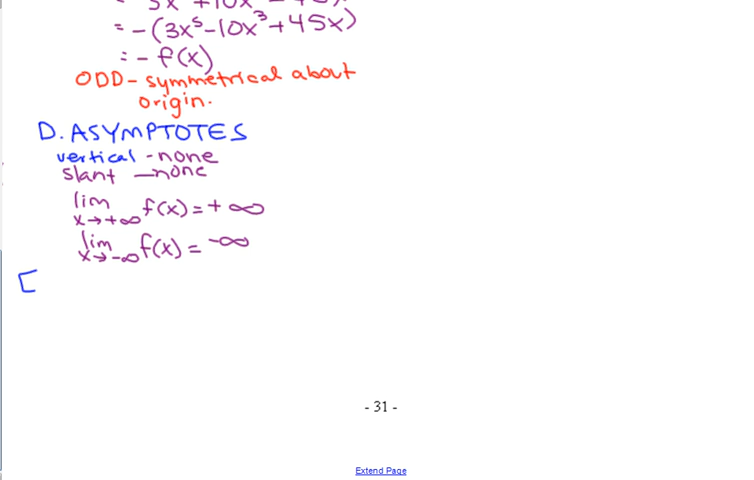 = -(3x⁵-10x³+45x)
= - f(x)
ODD - symmetrical about
origin.
D. ASYMPTOTES
vertical - none
slant - none
lim f(x) = + ∞
x→+∞
lim f(x) = -∞
x→-∞
- 31 -
Extend Page